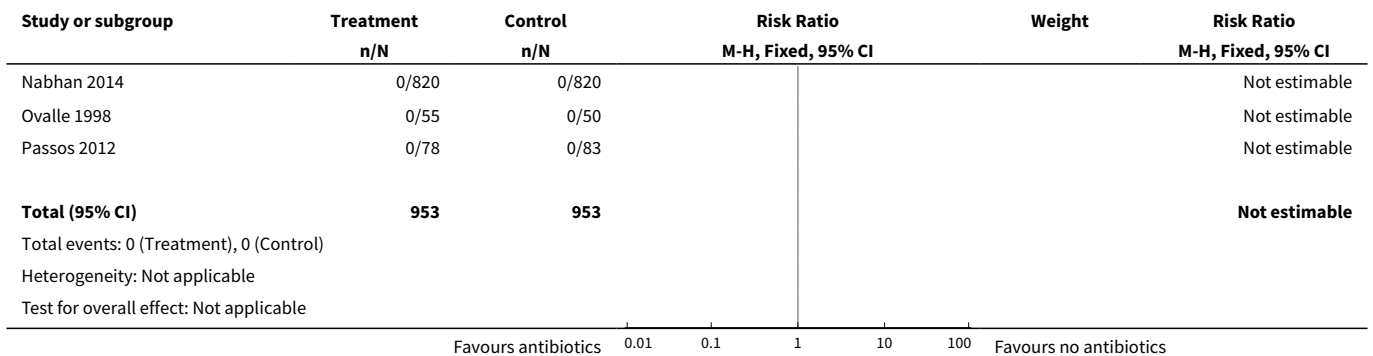 Study or subgroup Treatment Control Risk Ratio Weight Risk Ratio
n/N n/N M-H, Fixed, 95% CI M-H, Fixed, 95% CI
Nabhan 2014 0/820 0/820 Not estimable
Ovalle 1998 0/55 0/50 Not estimable
Passos 2012 0/78 0/83 Not estimable
Total (95% CI) 953 953 Not estimable
Total events: 0 (Treatment), 0 (Control)
Heterogeneity: Not applicable
Test for overall effect: Not applicable
Favours antibiotics 0.01 0.1 1 10 100 Favours no antibiotics